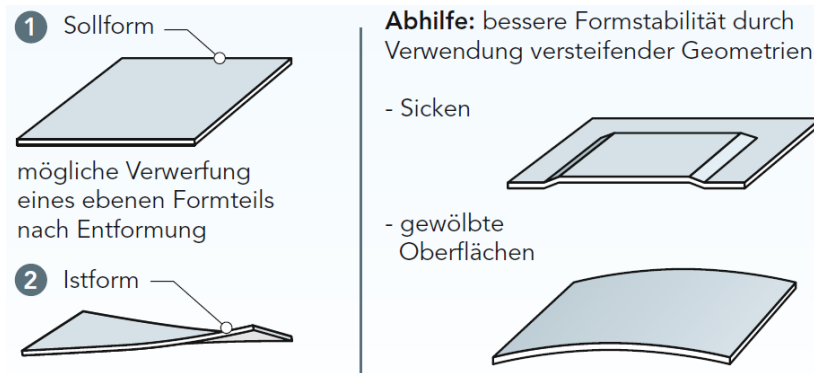 1 Sollform
mögliche Verwerfung
eines ebenen Formteils
nach Entformung
2 Istform
Abhilfe: bessere Formstabilität durch
Verwendung versteifender Geometrien
- Sicken
- gewölbte
Oberflächen